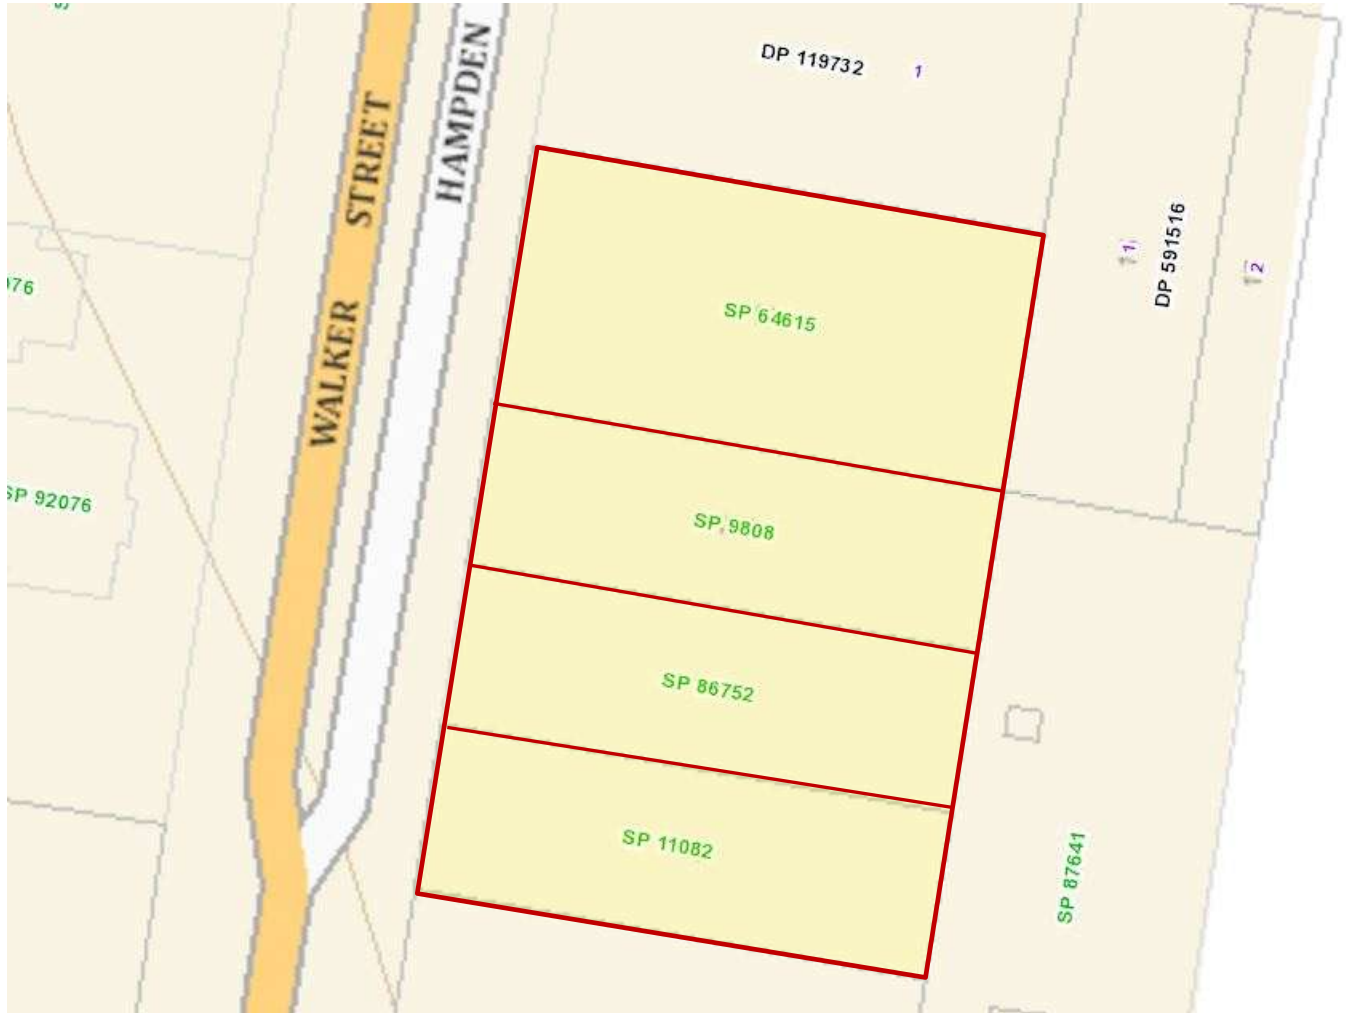 DP 119732
1
HAMPDEN
WALKER STREET
DP 591516
1
2
SP 64615
SP 92076
SP 9808
SP 86752
SP 11082
SP 87641